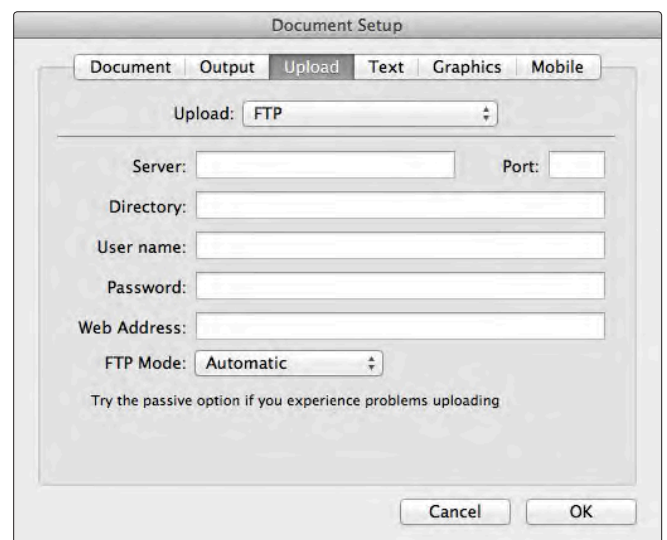 Document Setup
Document Output Upload Text Graphics Mobile
Upload: FTP
Server: Port:
Directory:
User name:
Password:
Web Address:
FTP Mode: Automatic
Try the passive option if you experience problems uploading
Cancel OK